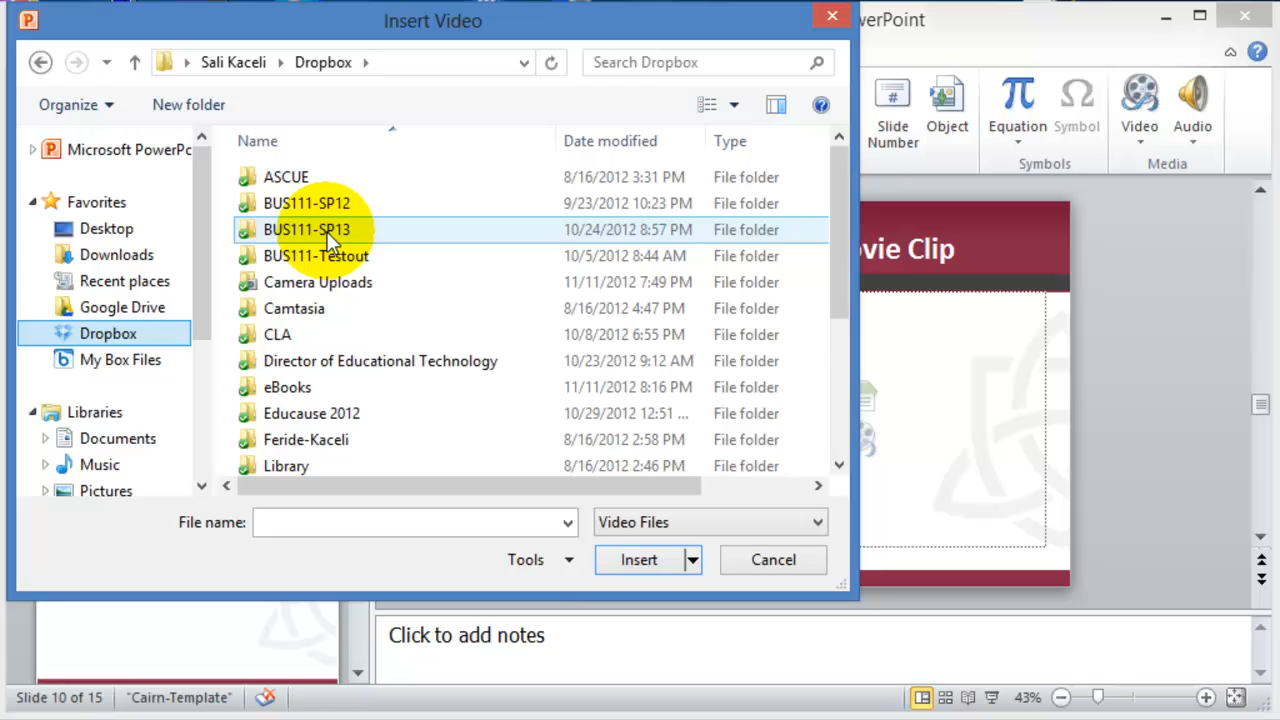 Insert Video
werPoint
Sali Kaceli Dropbox
Search Dropbox
Organize
New folder
Slide Number
Object
Equation
Symbol
Video
Audio
Symbols
Media
Microsoft PowerPc
Favorites
Desktop
Downloads
Recent places
Google Drive
Dropbox
My Box Files
Libraries
Documents
Music
Pictures
Name Date modified Type
ASCUE 8/16/2012 3:31 PM File folder
BUS111-SP12 9/23/2012 10:23 PM File folder
BUS111-SP13 10/24/2012 8:57 PM File folder
BUS111-Testout 10/5/2012 8:44 AM File folder
Camera Uploads 11/11/2012 7:49 PM File folder
Camtasia 8/16/2012 4:47 PM File folder
CLA 10/8/2012 6:55 PM File folder
Director of Educational Technology 10/23/2012 9:12 AM File folder
eBooks 11/11/2012 8:16 PM File folder
Educause 2012 10/29/2012 12:51 ... File folder
Feride-Kaceli 8/16/2012 2:58 PM File folder
Library 8/16/2012 2:46 PM File folder
File name:
Video Files
Tools
Insert
Cancel
ovie Clip
Click to add notes
Slide 10 of 15
"Cairn-Template"
43%